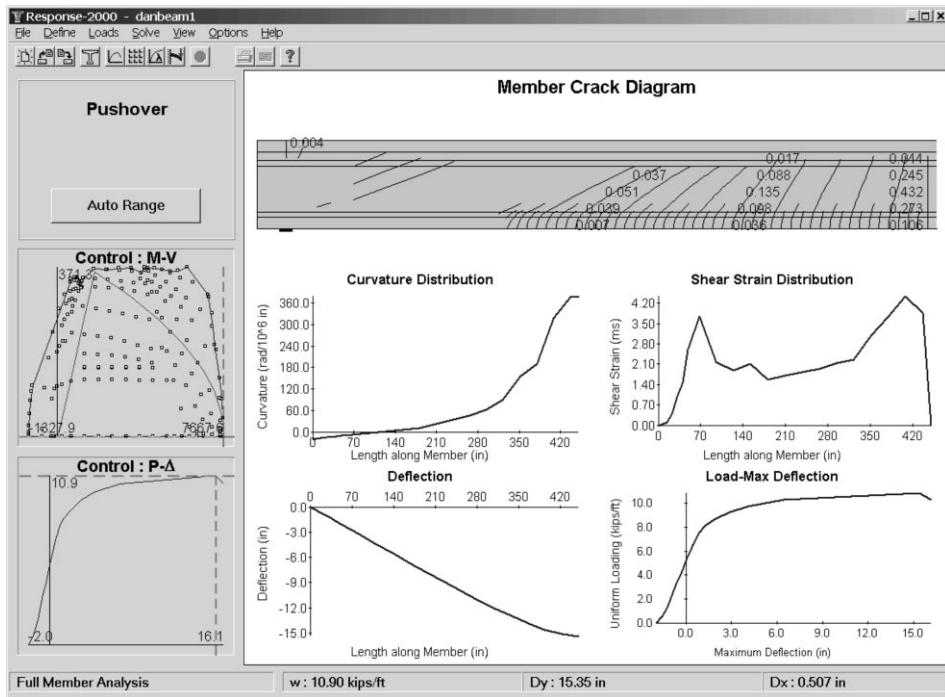 Response-2000 - danbeam1
File Define Loads Solve View Options Help
Pushover
Auto Range
Control : M-V
371.3
7667.
Control : P-Δ
10.9
-2.0
16.1
Member Crack Diagram
0.004
0.017
0.044
0.037
0.088
0.245
0.051
0.135
0.432
0.039
0.098
0.273
0.007
0.036
0.106
Curvature Distribution
Curvature (rad/10^6 in)
360.0
300.0
240.0
180.0
120.0
60.0
0.0
0 70 140 210 280 350 420
Length along Member (in)
Shear Strain Distribution
Shear Strain (ms)
4.20
3.50
2.80
2.10
1.40
0.70
0.00
0 70 140 210 280 350 420
Length along Member (in)
Deflection
0 70 140 210 280 350 420
Deflection (in)
0.0
-3.0
-6.0
-9.0
-12.0
-15.0
Length along Member (in)
Load-Max Deflection
Uniform Loading (kips/ft)
10.0
8.0
6.0
4.0
2.0
0.0
0.0 3.0 6.0 9.0 12.0 15.0
Maximum Deflection (in)
Full Member Analysis
w : 10.90 kips/ft
Dy : 15.35 in
Dx : 0.507 in